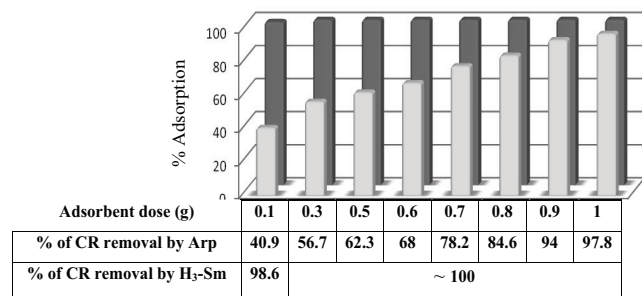 100
80
60
40
20
0
% Adsorption
Adsorbent dose (g) 0.1 0.3 0.5 0.6 0.7 0.8 0.9 1
% of CR removal by Arp 40.9 56.7 62.3 68 78.2 84.6 94 97.8
% of CR removal by H₃-Sm 98.6 ~ 100